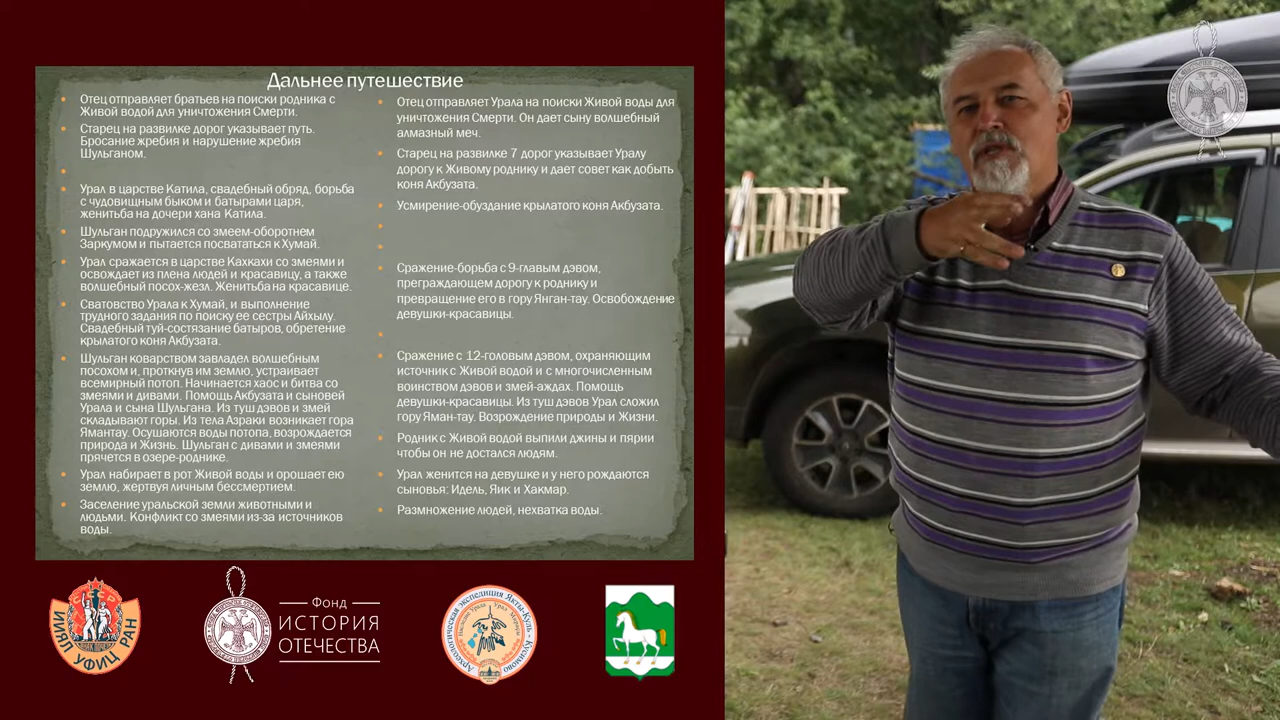 Дальнее путешествие
Отец отправляет братьев на поиски родника с
Живой водой для уничтожения Смерти.
Старец на развилке дорог указывает путь.
Бросание жребия и нарушение жребия
Шульганом.
Урал в царстве Катила, свадебный обряд, борьба
с чудовищным быком и батырами царя,
женитьба на дочери хана Катила.
Шульган подружился со змеем-оборотнем
Заркумом и пытается посвататься к Хумай.
Урал сражается в царстве Кахкахи со змеями и
освождает из плена людей и красавицу, а также
волшебный посох-жезл. Женитьба на красавице.
Сватовство Урала к Хумай, и выполнение
трудного задания по поиску ее сестры Айхылу.
Свадебный туй-состязание батыров, обретение
крылатого коня Акбузата.
Шульган коварством завладел волшебным
посохом и, проткнув им землю, устраивает
всемирный потоп. Начинается хаос и битва со
змеями и дивами. Помощь Акбузата и сыновей
Урала и сына Шульгана. Из туш дэвов и змей
складывают горы. Из тела Азраки возникает гора
Ямантау. Осушаются воды потопа, возрождается
природа и Жизнь. Шульган с дивами и змеями
прячется в озере-роднике.
Урал набирает в рот Живой воды и орошает ею
землю, жертвуя личным бессмертием.
Заселение уральской земли животными и
людьми. Конфликт со змеями из-за источников
воды.
Отец отправляет Урала на поиски Живой воды для
уничтожения Смерти. Он дает сыну волшебный
алмазный меч.
Старец на развилке 7 дорог указывает Уралу
дорогу к Живому роднику и дает совет как добыть
коня Акбузата.
Усмирение-обуздание крылатого коня Акбузата.
Сражение-борьба с 9-главым дэвом,
преграждающем дорогу к роднику и
превращение его в гору Янган-тау. Освобождение
девушки-красавицы.
Сражение с 12-головым дэвом, охраняющим
источник с Живой водой и с многочисленным
воинством дэвов и змей-аждах. Помощь
девушки-красавицы. Из туш дэвов Урал сложил
гору Яман-тау. Возрождение природы и Жизни.
Родник с Живой водой выпили джины и пярии
чтобы он не достался людям.
Урал женится на девушке и у него рождаются
сыновья: Идель, Яик и Хакмар.
Размножение людей, нехватка воды.
СССР
ИИЯЛ УФИЦ РАН
Фонд
ИСТОРИЯ
ОТЕЧЕСТВА
Археологическая экспедиция Якты-Куль - Кусимово